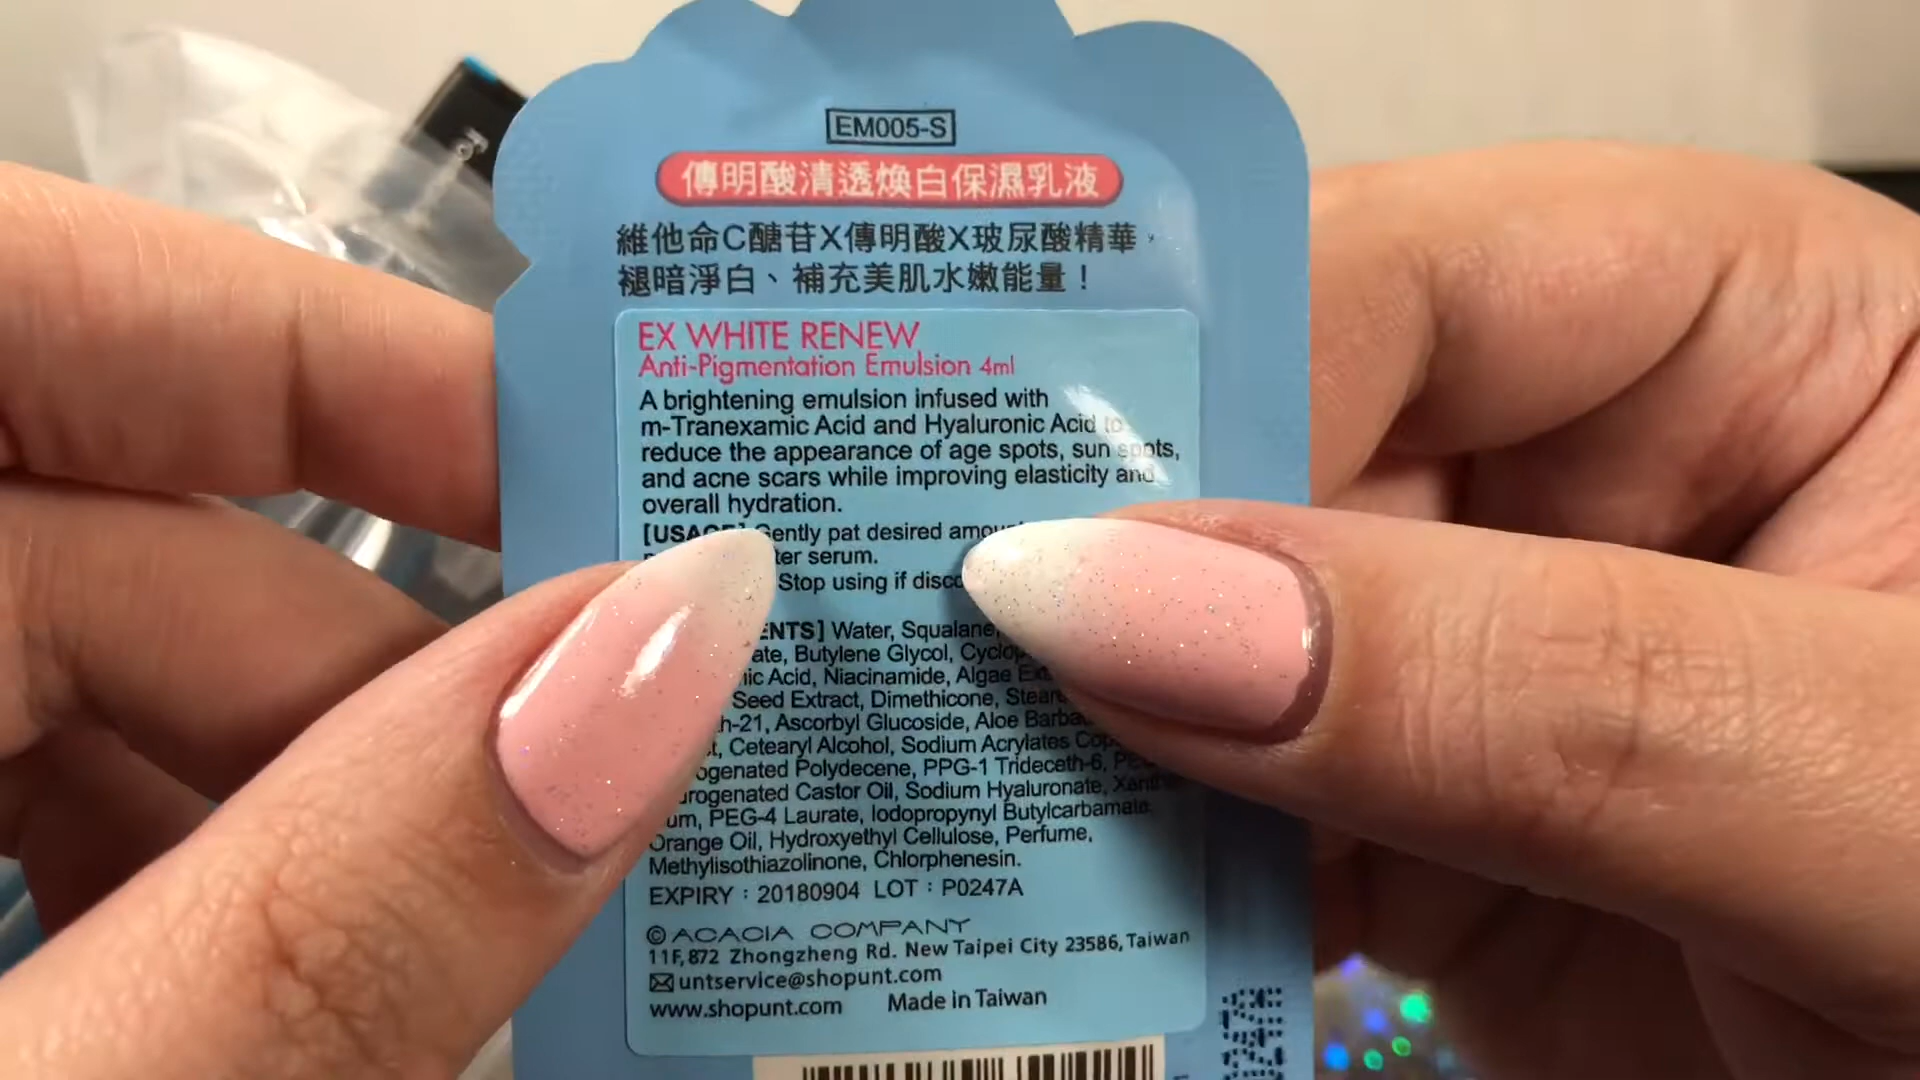 EM005-S
傳明酸清透煥白保濕乳液
維他命C醣苷X傳明酸X玻尿酸精華，
褪暗淨白、補充美肌水嫩能量！
EX WHITE RENEW
Anti-Pigmentation Emulsion 4ml
A brightening emulsion infused with
m-Tranexamic Acid and Hyaluronic Acid to
reduce the appearance of age spots, sun spots,
and acne scars while improving elasticity and
overall hydration.
Gently pat desired
serum.
Stop using if
Water, Squalane,
Butylene Glycol,
Acid, Niacinamide, Algae
Seed Extract, Dimethicone,
Ascorbyl Glucoside, Aloe
Cetearyl Alcohol, Sodium Acrylates
Polydecene, PPG-1 Trideceth-6,
Castor Oil, Sodium Hyaluronate,
PEG-4 Laurate, Iodopropynyl Butylcarbamate,
Orange Oil, Hydroxyethyl Cellulose, Perfume,
Methylisothiazolinone, Chlorphenesin.
EXPIRY : 20180904 LOT : P0247A
© ACACIA COMPANY
11F, 872 Zhongzheng Rd. New Taipei City 23586, Taiwan
untservice@shopunt.com
www.shopunt.com Made in Taiwan